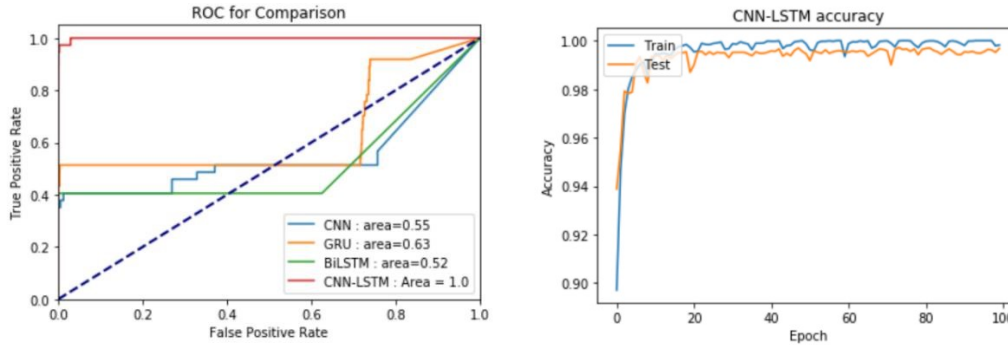 ROC for Comparison
True Positive Rate
1.0
0.8
0.6
0.4
0.2
0.0
CNN : area=0.55
GRU : area=0.63
BiLSTM : area=0.52
CNN-LSTM : Area = 1.0
0.0 0.2 0.4 0.6 0.8 1.0
False Positive Rate
CNN-LSTM accuracy
Accuracy
1.00
0.98
0.96
0.94
0.92
0.90
Train
Test
0 20 40 60 80 100
Epoch